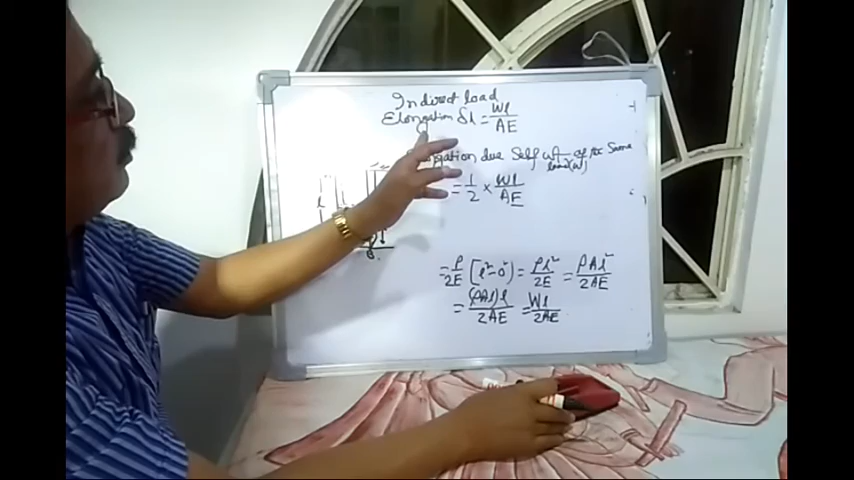 Indirect load
Elongation δl = Wl/AE
Elongation due Self wt of the Same
load (W)
= 1/2 × Wl/AE
l
B
= ρ/2E [l² - 0²] = ρl²/2E = ρAl²/2AE
= (ρAl)l/2AE = Wl/2AE